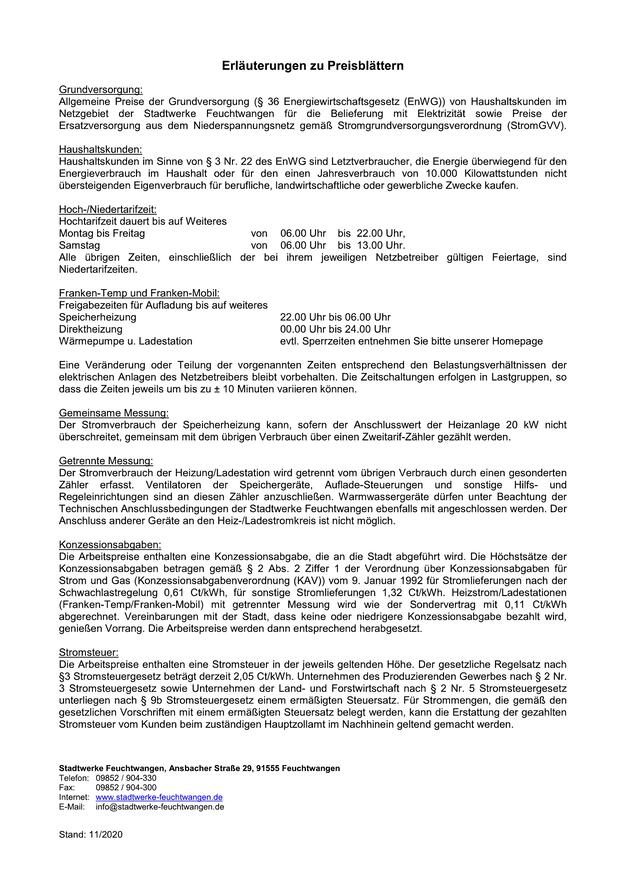 Erläuterungen zu Preisblättern
Grundversorgung:
Allgemeine Preise der Grundversorgung (§ 36 Energiewirtschaftsgesetz (EnWG)) von Haushaltskunden im
Netzgebiet der Stadtwerke Feuchtwangen für die Belieferung mit Elektrizität sowie Preise der
Ersatzversorgung aus dem Niederspannungsnetz gemäß Stromgrundversorgungsverordnung (StromGVV).
Haushaltskunden:
Haushaltskunden im Sinne von § 3 Nr. 22 des EnWG sind Letztverbraucher, die Energie überwiegend für den
Energieverbrauch im Haushalt oder für den einen Jahresverbrauch von 10.000 Kilowattstunden nicht
übersteigenden Eigenverbrauch für berufliche, landwirtschaftliche oder gewerbliche Zwecke kaufen.
Hoch-/Niedertarifzeit:
Hochtarifzeit dauert bis auf Weiteres
Montag bis Freitag von 06.00 Uhr bis 22.00 Uhr,
Samstag von 06.00 Uhr bis 13.00 Uhr.
Alle übrigen Zeiten, einschließlich der bei ihrem jeweiligen Netzbetreiber gültigen Feiertage, sind
Niedertarifzeiten.
Franken-Temp und Franken-Mobil:
Freigabezeiten für Aufladung bis auf weiteres
Speicherheizung 22.00 Uhr bis 06.00 Uhr
Direktheizung 00.00 Uhr bis 24.00 Uhr
Wärmepumpe u. Ladestation evtl. Sperrzeiten entnehmen Sie bitte unserer Homepage
Eine Veränderung oder Teilung der vorgenannten Zeiten entsprechend den Belastungsverhältnissen der
elektrischen Anlagen des Netzbetreibers bleibt vorbehalten. Die Zeitschaltungen erfolgen in Lastgruppen, so
dass die Zeiten jeweils um bis zu ± 10 Minuten variieren können.
Gemeinsame Messung:
Der Stromverbrauch der Speicherheizung kann, sofern der Anschlusswert der Heizanlage 20 kW nicht
überschreitet, gemeinsam mit dem übrigen Verbrauch über einen Zweitarif-Zähler gezählt werden.
Getrennte Messung:
Der Stromverbrauch der Heizung/Ladestation wird getrennt vom übrigen Verbrauch durch einen gesonderten
Zähler erfasst. Ventilatoren der Speichergeräte, Auflade-Steuerungen und sonstige Hilfs- und
Regeleinrichtungen sind an diesen Zähler anzuschließen. Warmwassergeräte dürfen unter Beachtung der
Technischen Anschlussbedingungen der Stadtwerke Feuchtwangen ebenfalls mit angeschlossen werden. Der
Anschluss anderer Geräte an den Heiz-/Ladestromkreis ist nicht möglich.
Konzessionsabgaben:
Die Arbeitspreise enthalten eine Konzessionsabgabe, die an die Stadt abgeführt wird. Die Höchstsätze der
Konzessionsabgaben betragen gemäß § 2 Abs. 2 Ziffer 1 der Verordnung über Konzessionsabgaben für
Strom und Gas (Konzessionsabgabenverordnung (KAV)) vom 9. Januar 1992 für Stromlieferungen nach der
Schwachlastregelung 0,61 Ct/kWh, für sonstige Stromlieferungen 1,32 Ct/kWh. Heizstrom/Ladestationen
(Franken-Temp/Franken-Mobil) mit getrennter Messung wird wie der Sondervertrag mit 0,11 Ct/kWh
abgerechnet. Vereinbarungen mit der Stadt, dass keine oder niedrigere Konzessionsabgabe bezahlt wird,
genießen Vorrang. Die Arbeitspreise werden dann entsprechend herabgesetzt.
Stromsteuer:
Die Arbeitspreise enthalten eine Stromsteuer in der jeweils geltenden Höhe. Der gesetzliche Regelsatz nach
§3 Stromsteuergesetz beträgt derzeit 2,05 Ct/kWh. Unternehmen des Produzierenden Gewerbes nach § 2 Nr.
3 Stromsteuergesetz sowie Unternehmen der Land- und Forstwirtschaft nach § 2 Nr. 5 Stromsteuergesetz
unterliegen nach § 9b Stromsteuergesetz einem ermäßigten Steuersatz. Für Strommengen, die gemäß den
gesetzlichen Vorschriften mit einem ermäßigten Steuersatz belegt werden, kann die Erstattung der gezahlten
Stromsteuer vom Kunden beim zuständigen Hauptzollamt im Nachhinein geltend gemacht werden.
Stadtwerke Feuchtwangen, Ansbacher Straße 29, 91555 Feuchtwangen
Telefon: 09852 / 904-330
Fax: 09852 / 904-300
Internet: www.stadtwerke-feuchtwangen.de
E-Mail: info@stadtwerke-feuchtwangen.de
Stand: 11/2020